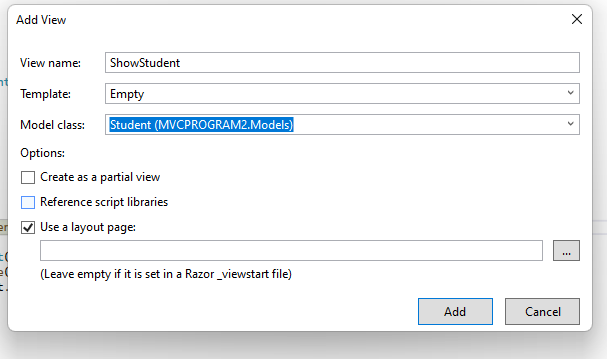 Add View
View name: ShowStudent
Template: Empty
Model class: Student (MVCPROGRAM2.Models)
Options:
Create as a partial view
Reference script libraries
Use a layout page:
...
(Leave empty if it is set in a Razor _viewstart file)
Add Cancel